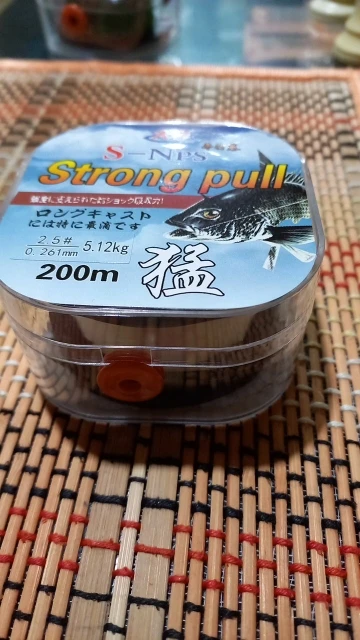 S-NPS
Strong pull
ロングキャスト
には特に最適です
2.5# 5.12kg
0.261mm
200m
猛